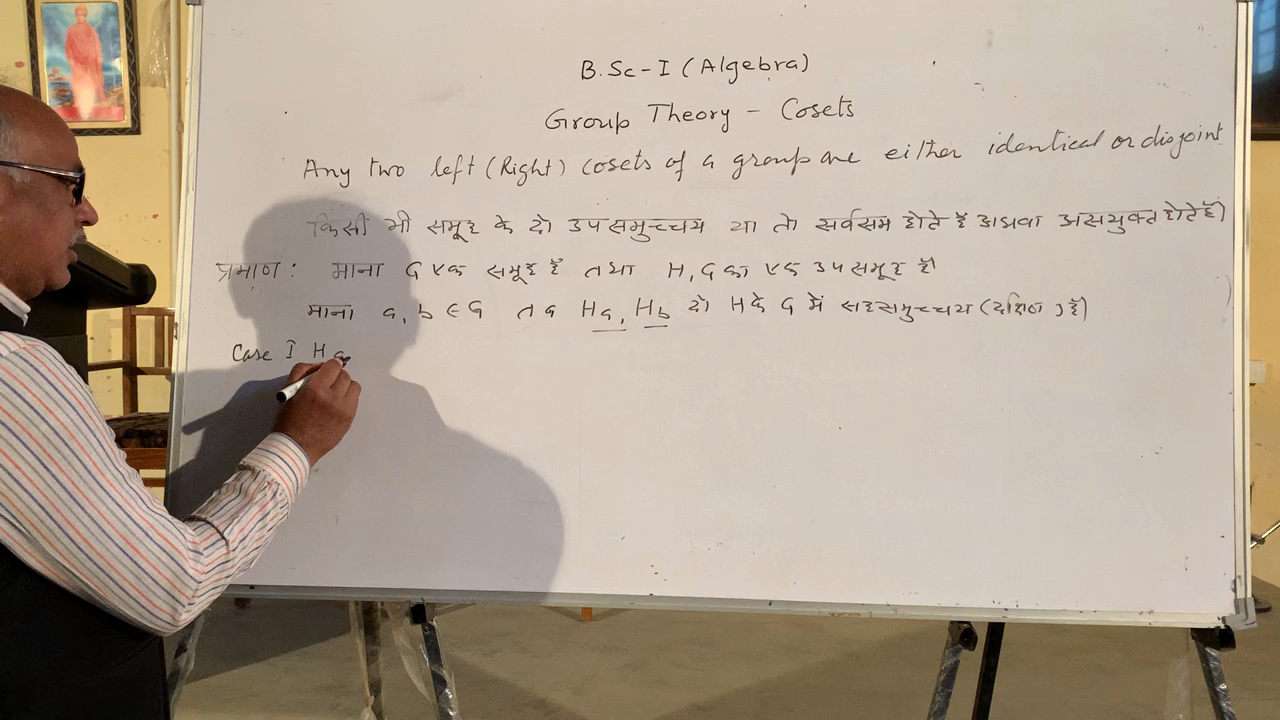 B.Sc-I (Algebra)
Group Theory - Cosets
Any two left (Right) cosets of a group are either identical or disjoint
किसी भी समूह के दो उपसमुच्चय या तो सर्वसम होते हैं अथवा असंयुक्त होते हैं।
प्रमाण: माना G एक समूह है तथा H, G का एक उपसमूह है।
माना a, b ∈ G तब Ha, Hb दो H के G में सहसमुच्चय (दक्षिण) हैं।
Case I Ha